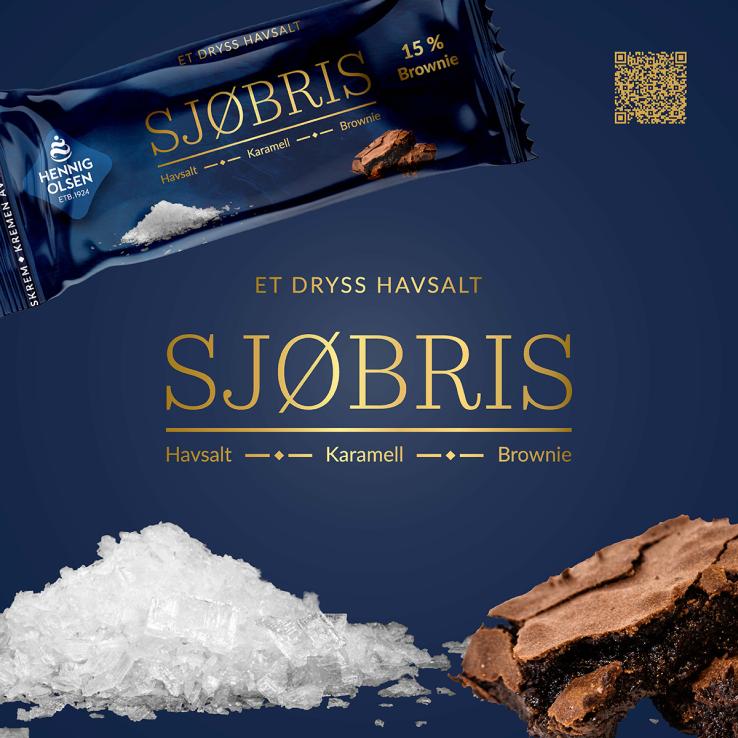 ET DRYSS HAVSALT
SJØBRIS
Havsalt
Karamell
Brownie
15 %
Brownie
HENNIG
OLSEN
ETB.1924
SKREM ◆ KREMEN AV
ET DRYSS HAVSALT
SJØBRIS
Havsalt Karamell Brownie